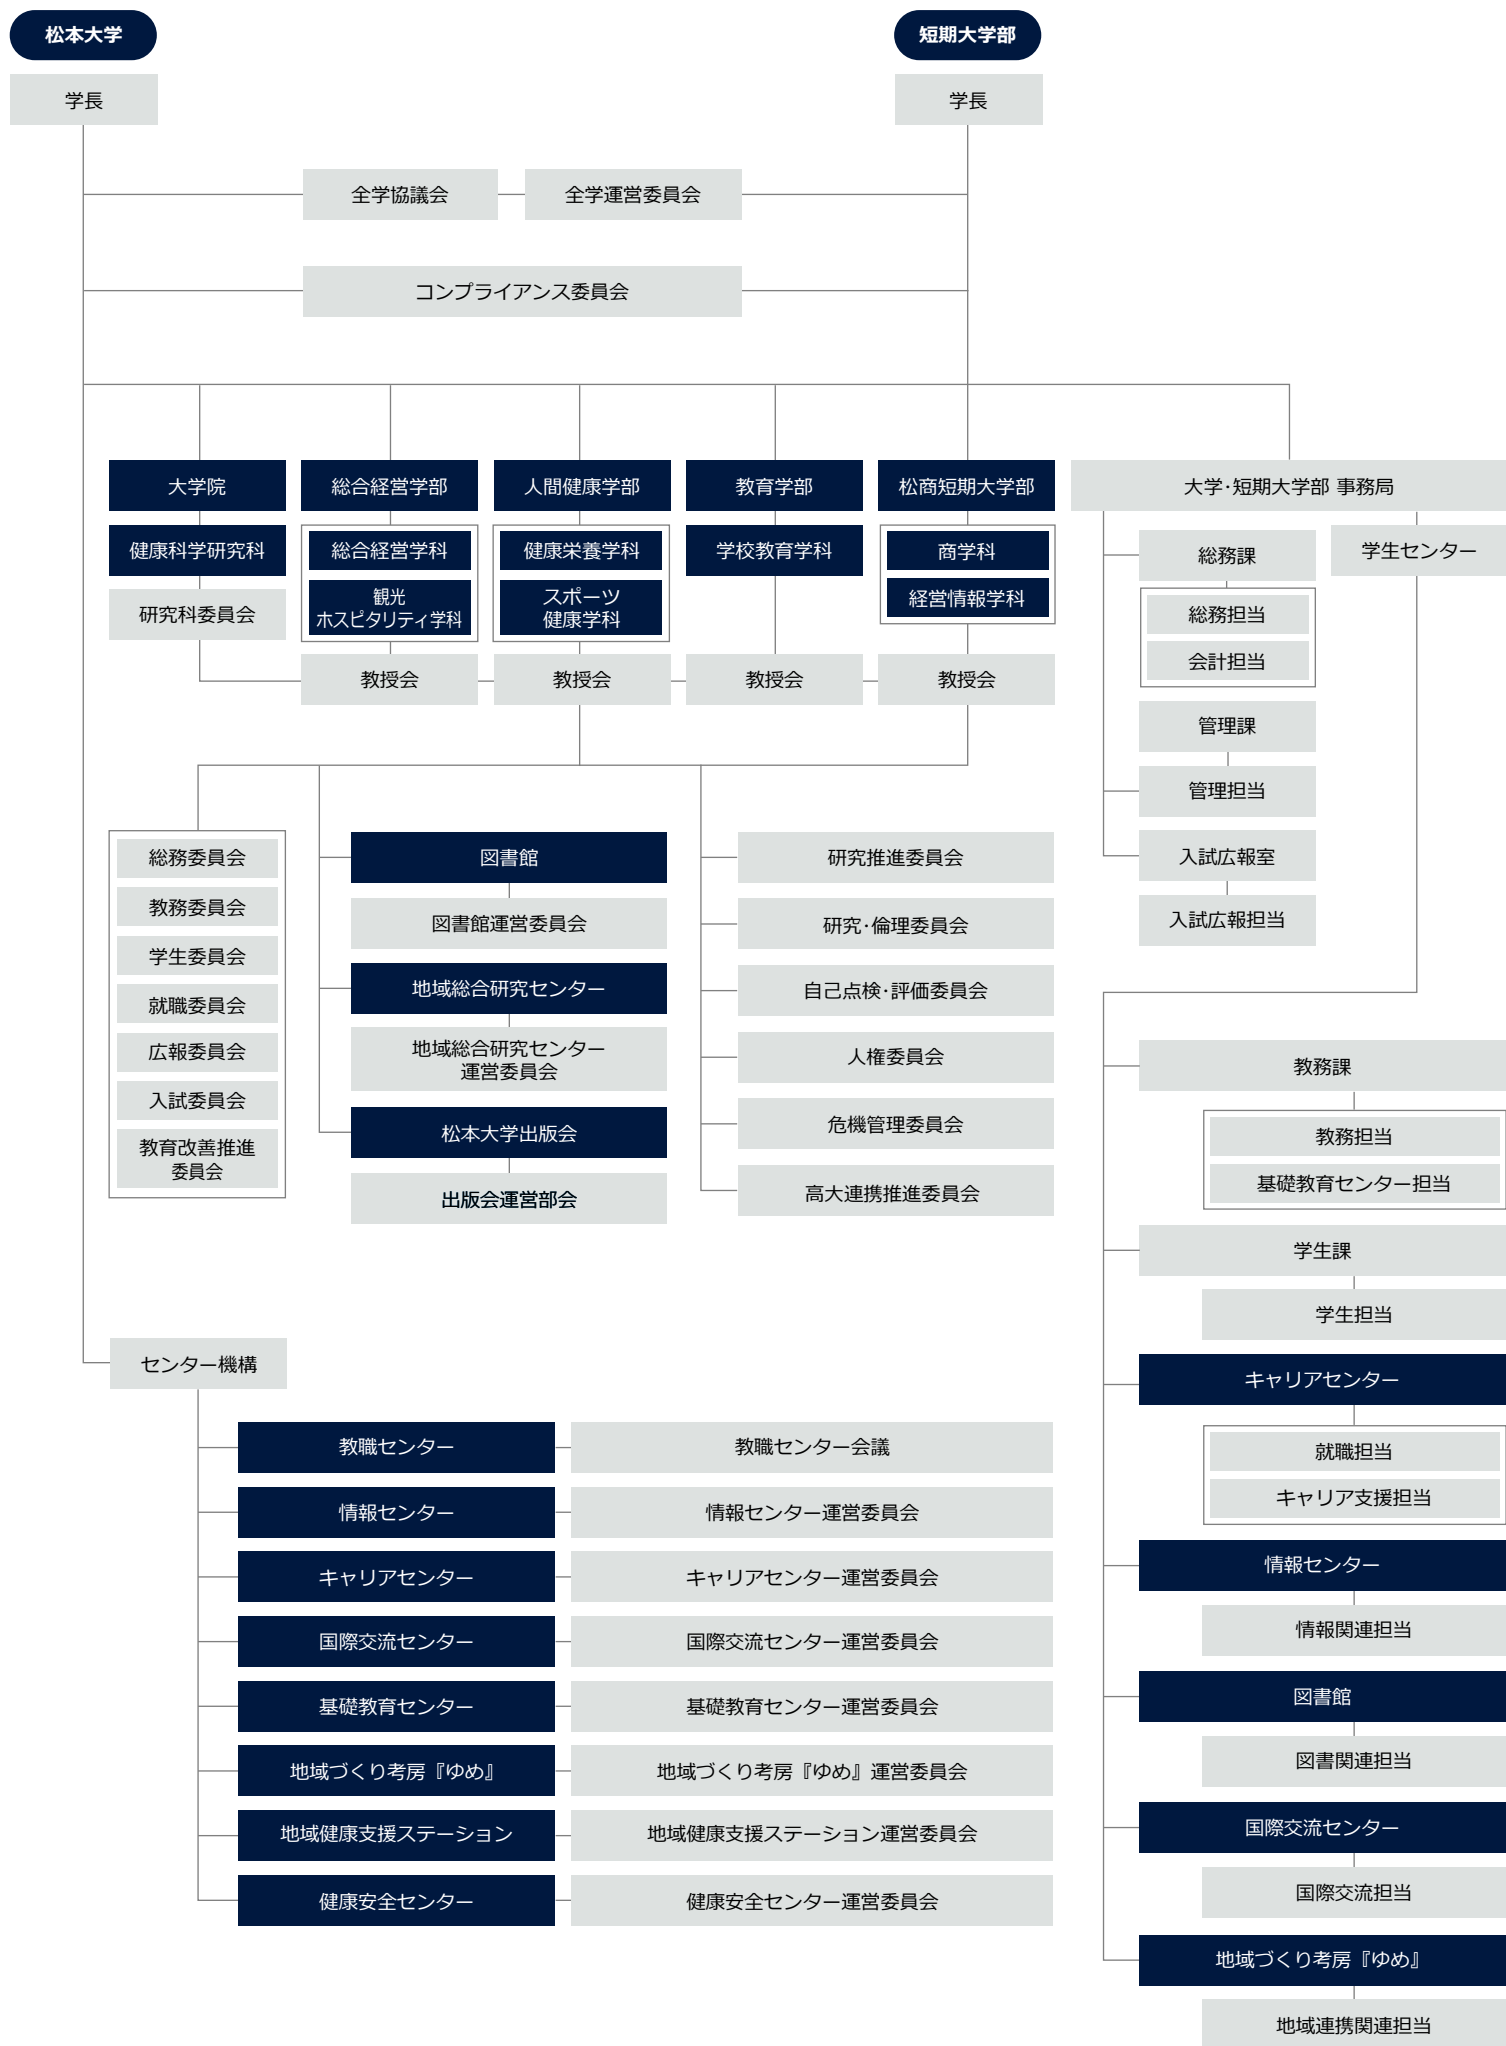 松本大学
短期大学部
学長
学長
全学協議会
全学運営委員会
コンプライアンス委員会
大学院
総合経営学部
人間健康学部
教育学部
松商短期大学部
大学・短期大学部 事務局
健康科学研究科
総合経営学科
健康栄養学科
学校教育学科
商学科
総務課
学生センター
研究科委員会
観光
ホスピタリティ学科
スポーツ
健康学科
経営情報学科
総務担当
会計担当
教授会
教授会
教授会
教授会
管理課
管理担当
入試広報室
入試広報担当
総務委員会
教務委員会
学生委員会
就職委員会
広報委員会
入試委員会
教育改善推進
委員会
図書館
図書館運営委員会
地域総合研究センター
地域総合研究センター
運営委員会
松本大学出版会
出版会運営部会
研究推進委員会
研究・倫理委員会
自己点検・評価委員会
人権委員会
危機管理委員会
高大連携推進委員会
教務課
教務担当
基礎教育センター担当
学生課
学生担当
キャリアセンター
就職担当
キャリア支援担当
情報センター
情報関連担当
図書館
図書関連担当
国際交流センター
国際交流担当
地域づくり考房『ゆめ』
地域連携関連担当
センター機構
教職センター
教職センター会議
情報センター
情報センター運営委員会
キャリアセンター
キャリアセンター運営委員会
国際交流センター
国際交流センター運営委員会
基礎教育センター
基礎教育センター運営委員会
地域づくり考房『ゆめ』
地域づくり考房『ゆめ』運営委員会
地域健康支援ステーション
地域健康支援ステーション運営委員会
健康安全センター
健康安全センター運営委員会